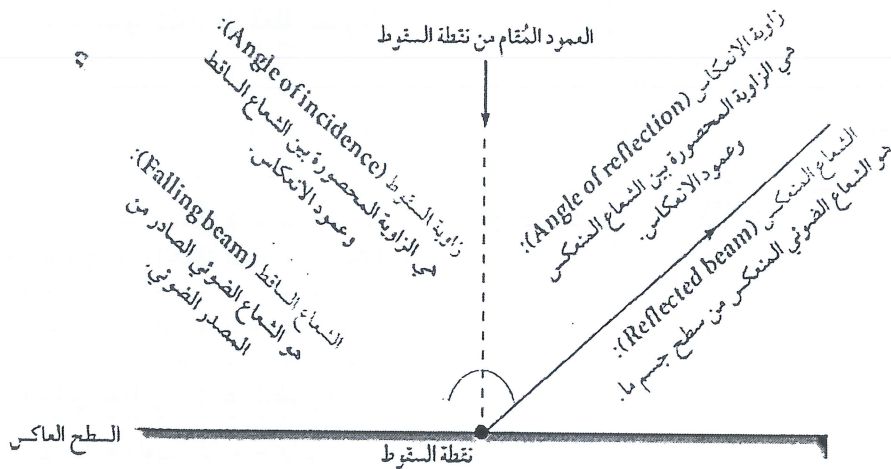 العمود المُقام من نقطة السقوط
زاوية الانعكاس (Angle of reflection):
هي الزاوية المحصورة بين الشعاع المنعكس
وعمود الانعكاس.
الشعاع المنعكس (Reflected beam):
هو الشعاع الضوئي المنعكس من سطح جسم ما.
زاوية السقوط (Angle of incidence):
هي الزاوية المحصورة بين الشعاع الساقط
وعمود الانعكاس.
الشعاع الساقط (Falling beam):
هو الشعاع الضوئي الصادر من
المصدر الضوئي.
السطح العاكس
نقطة السقوط